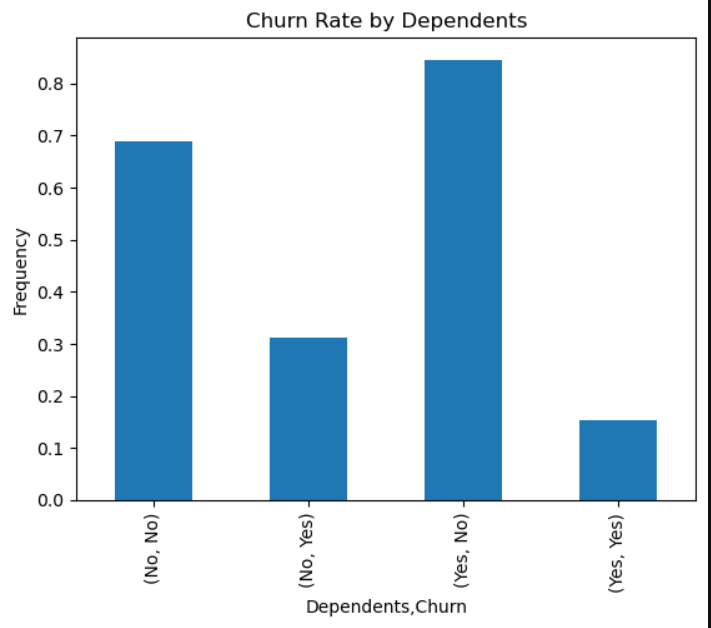 Churn Rate by Dependents
Frequency
0.8
0.7
0.6
0.5
0.4
0.3
0.2
0.1
0.0
(No, No)
(No, Yes)
(Yes, No)
(Yes, Yes)
Dependents,Churn